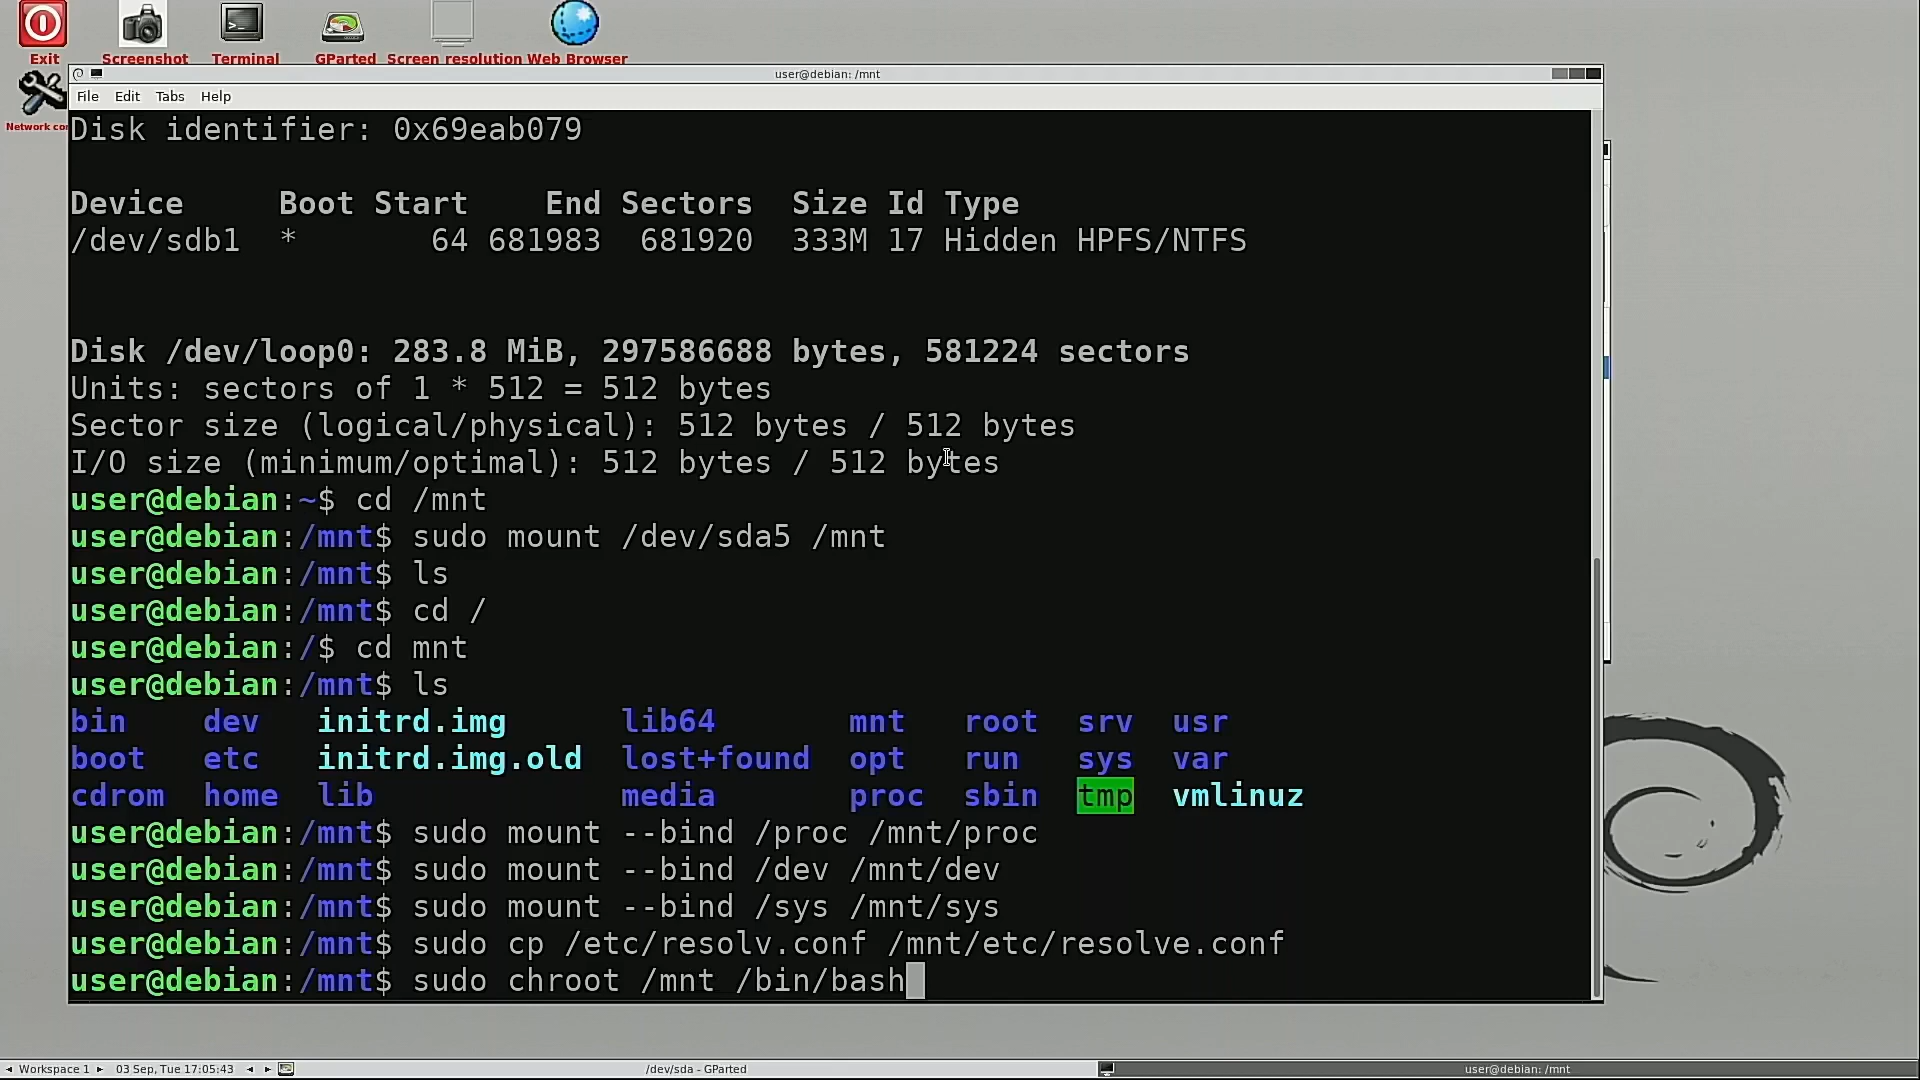 Exit
Screenshot
Terminal
GParted
Screen resolution
Web Browser
user@debian: /mnt
File Edit Tabs Help
Disk identifier: 0x69eab079
Device     Boot Start    End Sectors  Size Id Type
/dev/sdb1  *       64 681983  681920  333M 17 Hidden HPFS/NTFS
Disk /dev/loop0: 283.8 MiB, 297586688 bytes, 581224 sectors
Units: sectors of 1 * 512 = 512 bytes
Sector size (logical/physical): 512 bytes / 512 bytes
I/O size (minimum/optimal): 512 bytes / 512 bytes
user@debian:~$ cd /mnt
user@debian:/mnt$ sudo mount /dev/sda5 /mnt
user@debian:/mnt$ ls
user@debian:/mnt$ cd /
user@debian:/$ cd mnt
user@debian:/mnt$ ls
bin    dev   initrd.img      lib64       mnt   root  srv  usr
boot   etc   initrd.img.old  lost+found  opt   run   sys  var
cdrom  home  lib             media       proc  sbin  tmp  vmlinuz
user@debian:/mnt$ sudo mount --bind /proc /mnt/proc
user@debian:/mnt$ sudo mount --bind /dev /mnt/dev
user@debian:/mnt$ sudo mount --bind /sys /mnt/sys
user@debian:/mnt$ sudo cp /etc/resolv.conf /mnt/etc/resolve.conf
user@debian:/mnt$ sudo chroot /mnt /bin/bash
Network
Workspace 1
03 Sep, Tue 17:05:43
/dev/sda - GParted
user@debian: /mnt